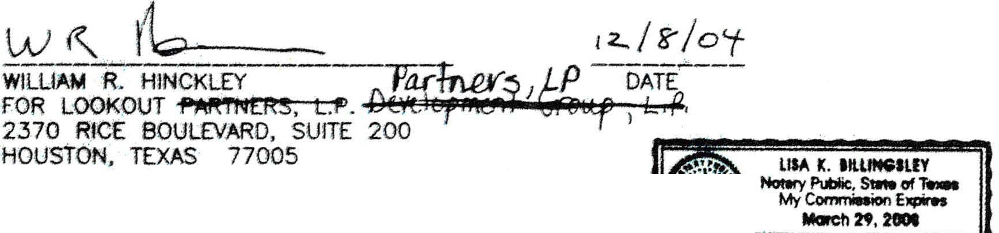 W R
12/8/04
WILLIAM R. HINCKLEY
Partners, LP
DATE
FOR LOOKOUT PARTNERS, L.P. Development Group, L.P.
2370 RICE BOULEVARD, SUITE 200
HOUSTON, TEXAS 77005
LISA K. BILLINGSLEY
Notary Public, State of Texas
My Commission Expires
March 29, 2008